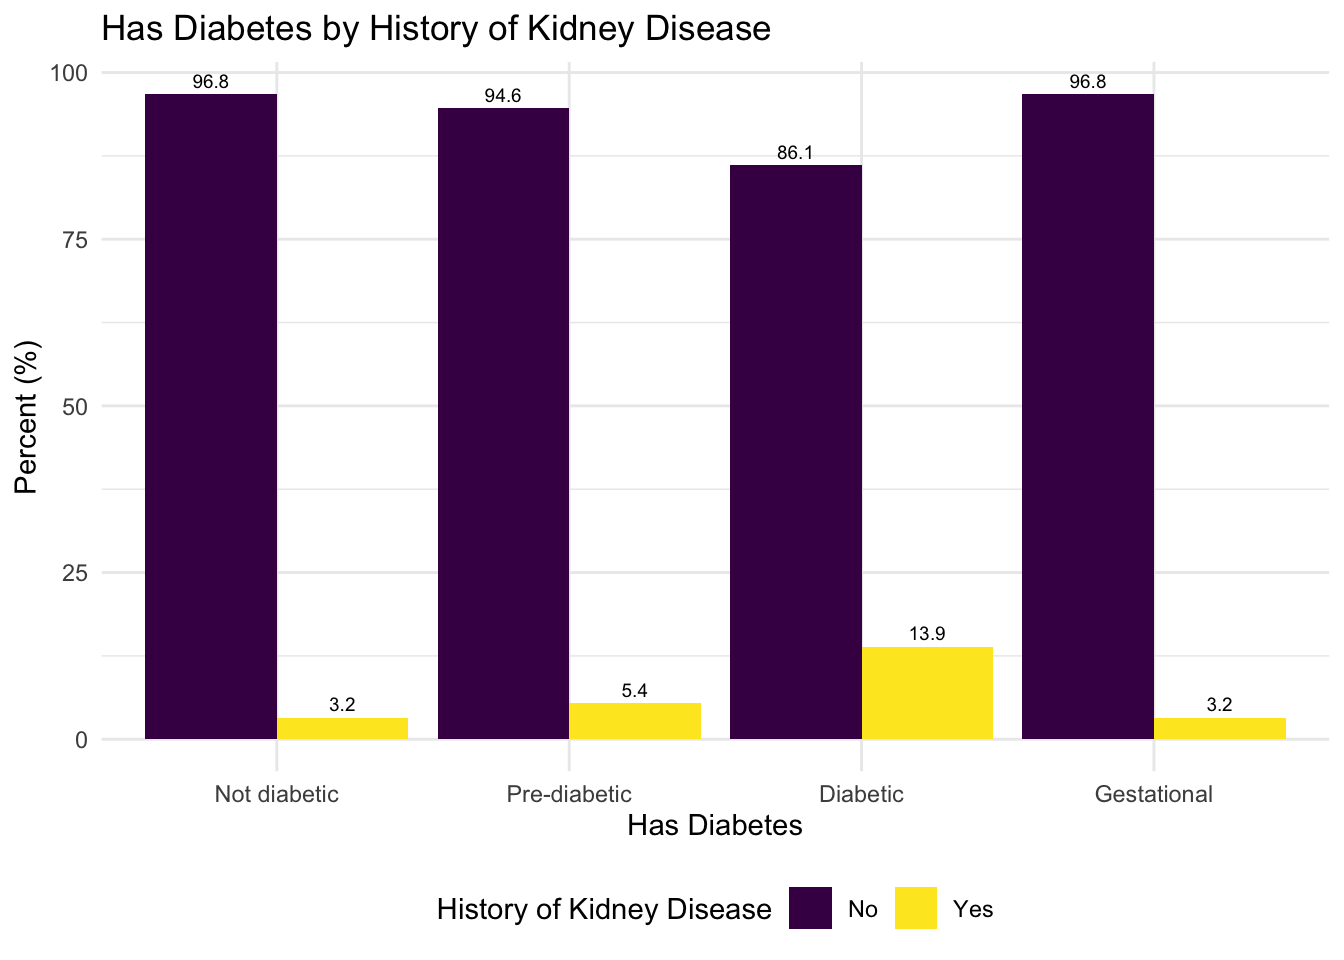 Has Diabetes by History of Kidney Disease
Percent (%)
100
75
50
25
0
96.8
3.2
94.6
5.4
86.1
13.9
96.8
3.2
Not diabetic
Pre-diabetic
Diabetic
Gestational
Has Diabetes
History of Kidney Disease No Yes